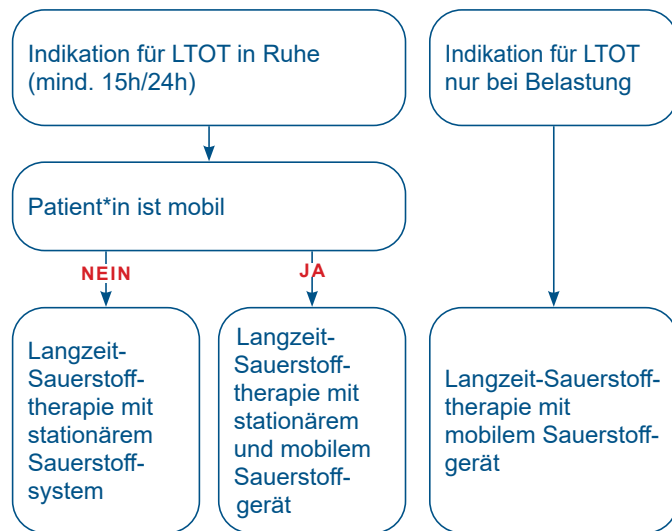 Indikation für LTOT in Ruhe
(mind. 15h/24h)
Indikation für LTOT
nur bei Belastung
Patient*in ist mobil
NEIN
JA
Langzeit-
Sauerstoff-
therapie mit
stationärem
Sauerstoff-
system
Langzeit-
Sauerstoff-
therapie mit
stationärem
und mobilem
Sauerstoff-
gerät
Langzeit-Sauerstoff-
therapie mit
mobilem Sauerstoff-
gerät